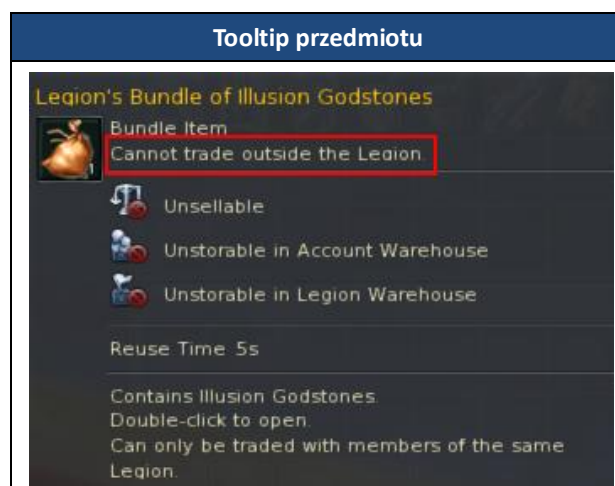 Tooltip przedmiotu
Legion's Bundle of Illusion Godstones
Bundle Item
1
Cannot trade outside the Legion.
Unsellable
Unstorable in Account Warehouse
Unstorable in Legion Warehouse
Reuse Time 5s
Contains Illusion Godstones.
Double-click to open.
Can only be traded with members of the same
Legion.